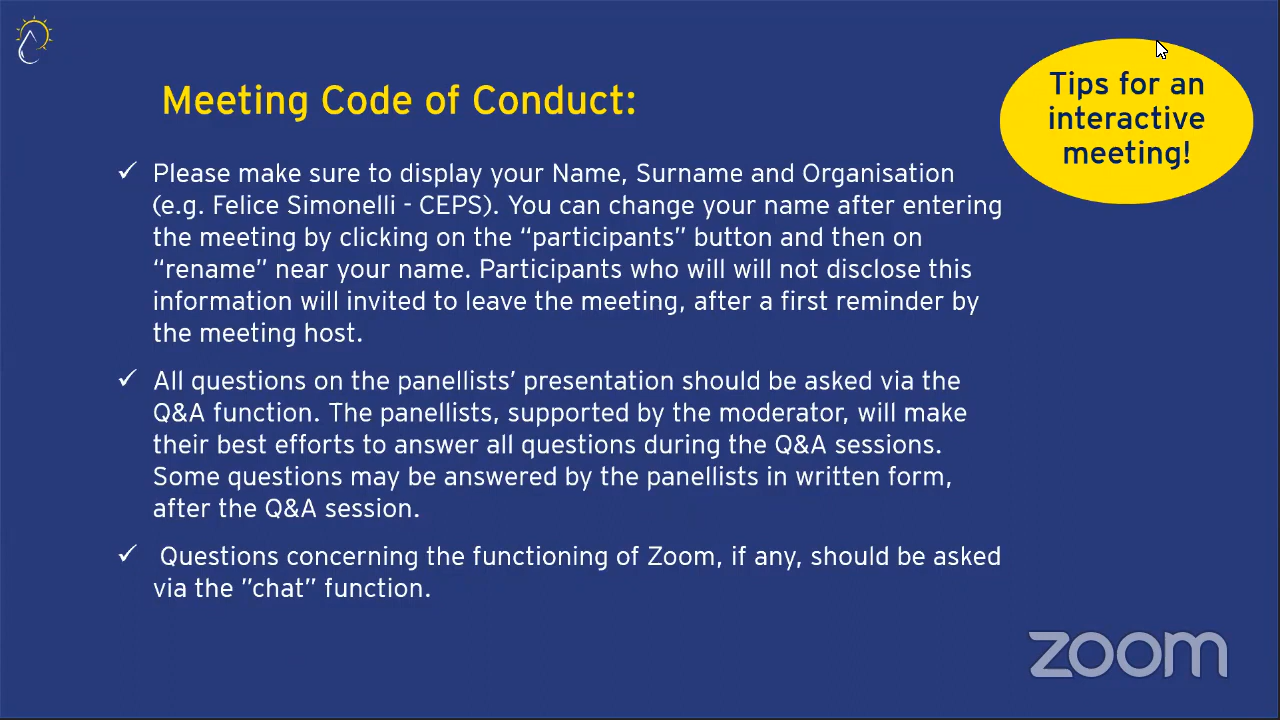 Meeting Code of Conduct:
Tips for an
interactive
meeting!
✓ Please make sure to display your Name, Surname and Organisation
(e.g. Felice Simonelli - CEPS). You can change your name after entering
the meeting by clicking on the “participants” button and then on
“rename” near your name. Participants who will will not disclose this
information will invited to leave the meeting, after a first reminder by
the meeting host.
✓ All questions on the panellists’ presentation should be asked via the
Q&A function. The panellists, supported by the moderator, will make
their best efforts to answer all questions during the Q&A sessions.
Some questions may be answered by the panellists in written form,
after the Q&A session.
✓ Questions concerning the functioning of Zoom, if any, should be asked
via the ”chat” function.
zoom